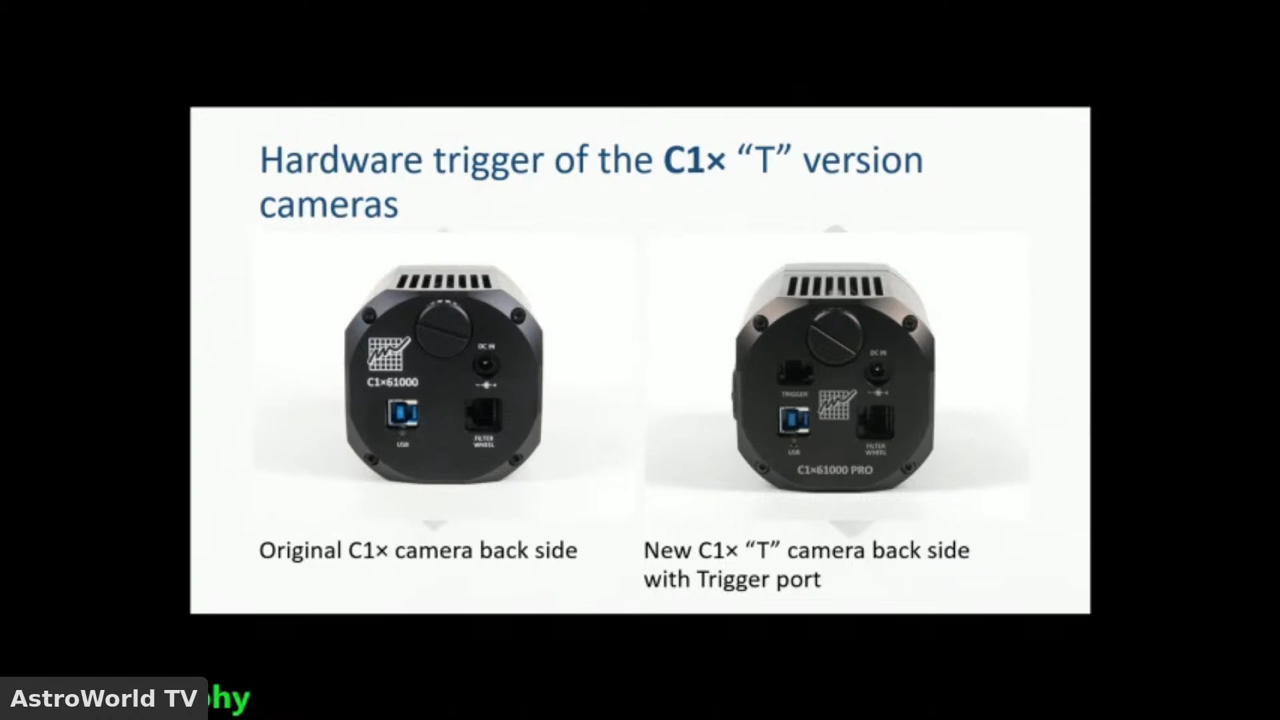 Hardware trigger of the C1× “T” version
cameras
DC IN
C1×61000
USB
FILTER
WHEEL
DC IN
TRIGGER
USB
FILTER
WHEEL
C1×61000 PRO
Original C1× camera back side
New C1× “T” camera back side
with Trigger port
AstroWorld TV